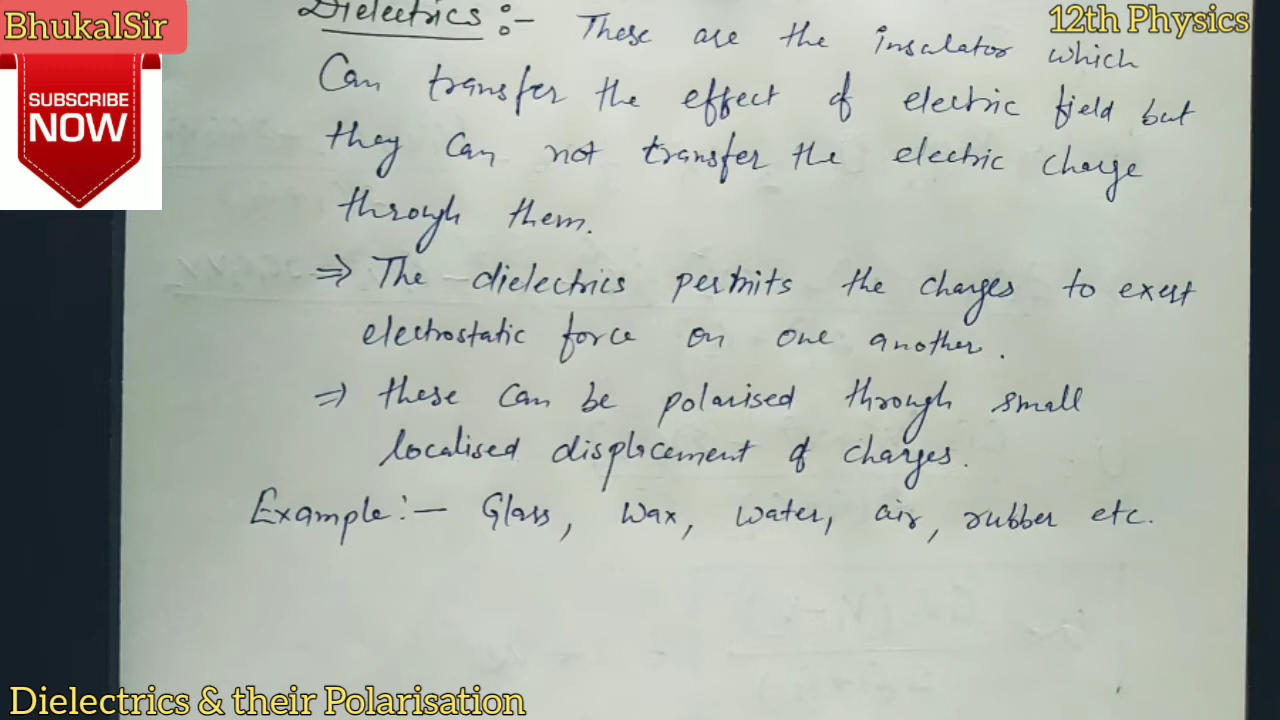 BhukalSir
12th Physics
SUBSCRIBE
NOW
Dielectrics :- These are the insulator which
Can transfer the effect of electric field but
they can not transfer the electric charge
through them.
⇒ The dielectrics permits the charges to exert
electrostatic force on one another.
⇒ these can be polarised through small
localised displacement of charges.
Example :- Glass, Wax, water, air, rubber etc.
Dielectrics & their Polarisation